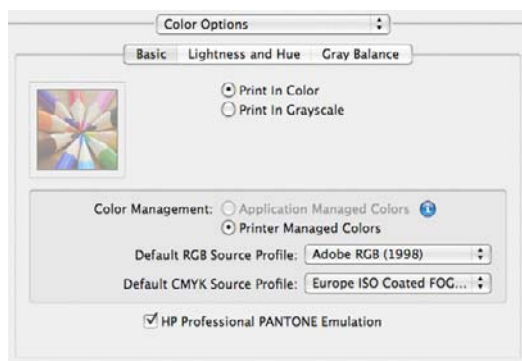 Color Options
Basic Lightness and Hue Gray Balance
Print In Color
Print In Grayscale
Color Management: Application Managed Colors
Printer Managed Colors
Default RGB Source Profile: Adobe RGB (1998)
Default CMYK Source Profile: Europe ISO Coated FOG...
HP Professional PANTONE Emulation